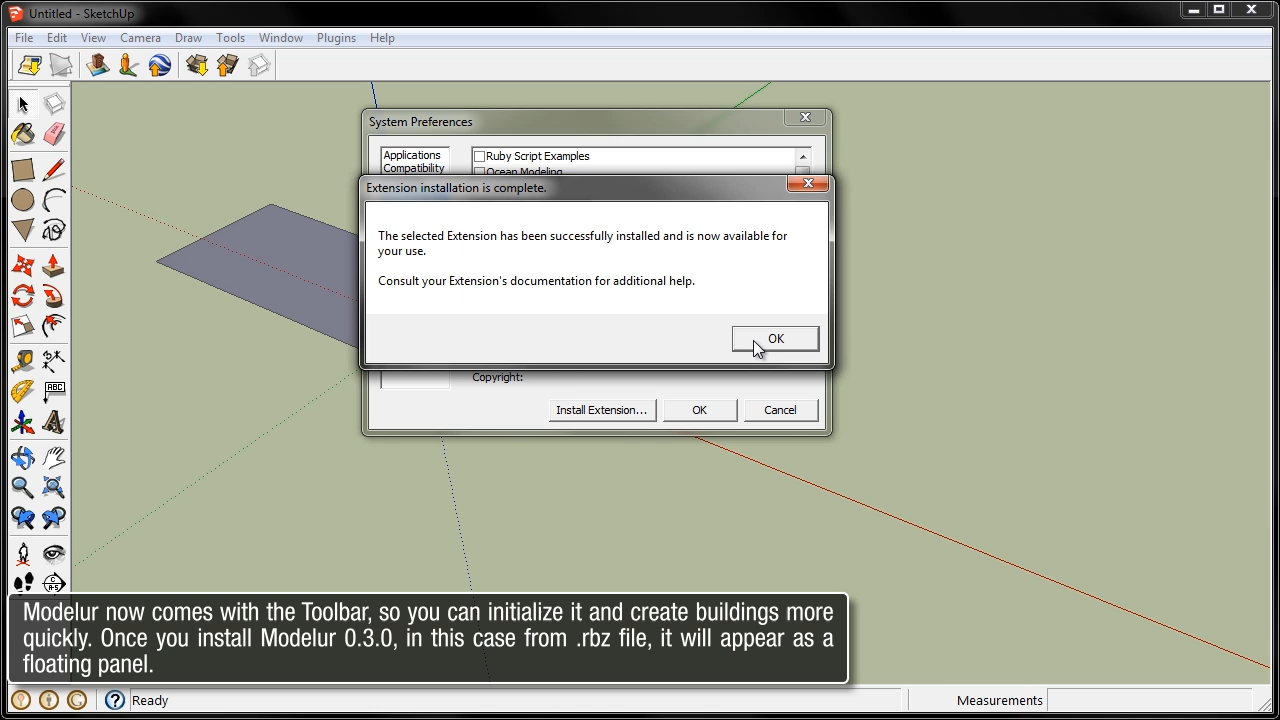 Untitled - SketchUp
File Edit View Camera Draw Tools Window Plugins Help
System Preferences
Applications
Compatibility
Ruby Script Examples
Ocean Modeling
Extension installation is complete.
The selected Extension has been successfully installed and is now available for
your use.
Consult your Extension's documentation for additional help.
OK
Copyright:
Install Extension... OK Cancel
ABC
Modelur now comes with the Toolbar, so you can initialize it and create buildings more
quickly. Once you install Modelur 0.3.0, in this case from .rbz file, it will appear as a
floating panel.
Ready
Measurements